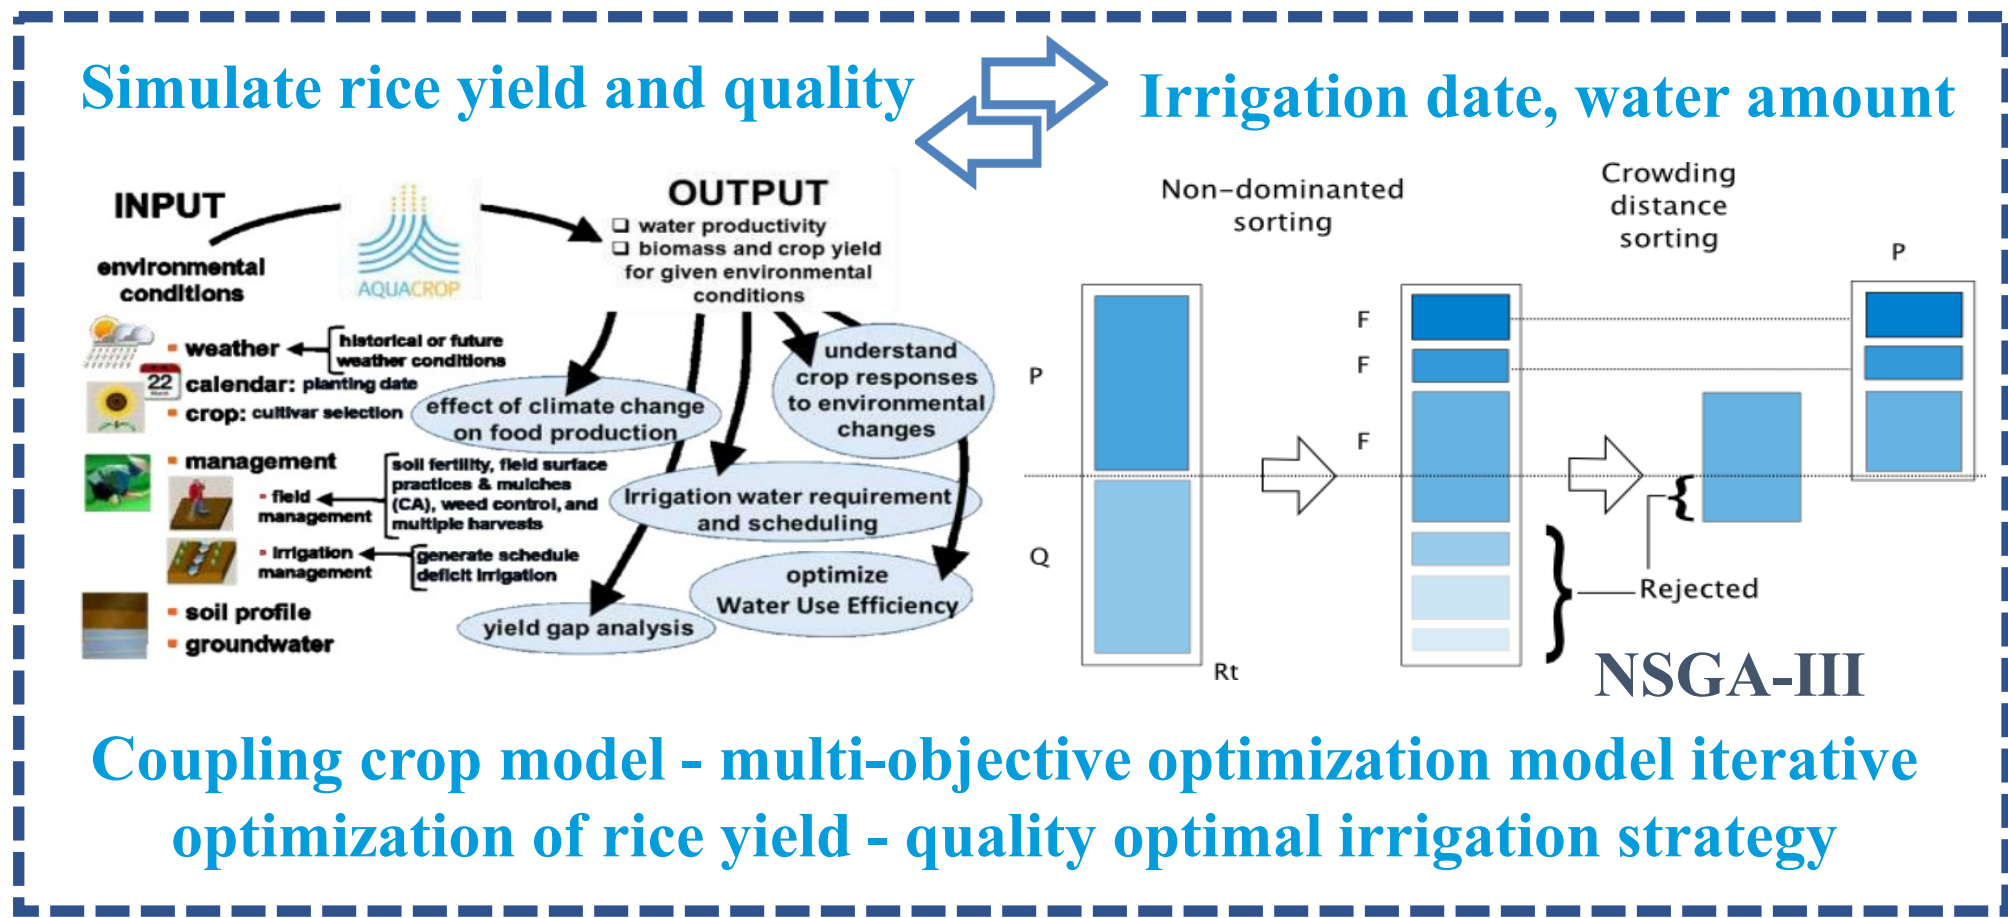 Simulate rice yield and quality
Irrigation date, water amount
INPUT
environmental
conditions
AQUACROP
OUTPUT
❑ water productivity
❑ biomass and crop yield
for given environmental
conditions
▪ weather
historical or future
weather conditions
22
calendar: planting date
▪ crop: cultivar selection
▪ management
▪ field
management
soil fertility, field surface
practices & mulches
(CA), weed control, and
multiple harvests
▪ irrigation
management
generate schedule
deficit irrigation
▪ soil profile
▪ groundwater
effect of climate change
on food production
understand
crop responses
to environmental
changes
Irrigation water requirement
and scheduling
optimize
Water Use Efficiency
yield gap analysis
Non-dominanted
sorting
Crowding
distance
sorting
P
Q
Rt
F
F
F
P
Rejected
NSGA-III
Coupling crop model - multi-objective optimization model iterative
optimization of rice yield - quality optimal irrigation strategy